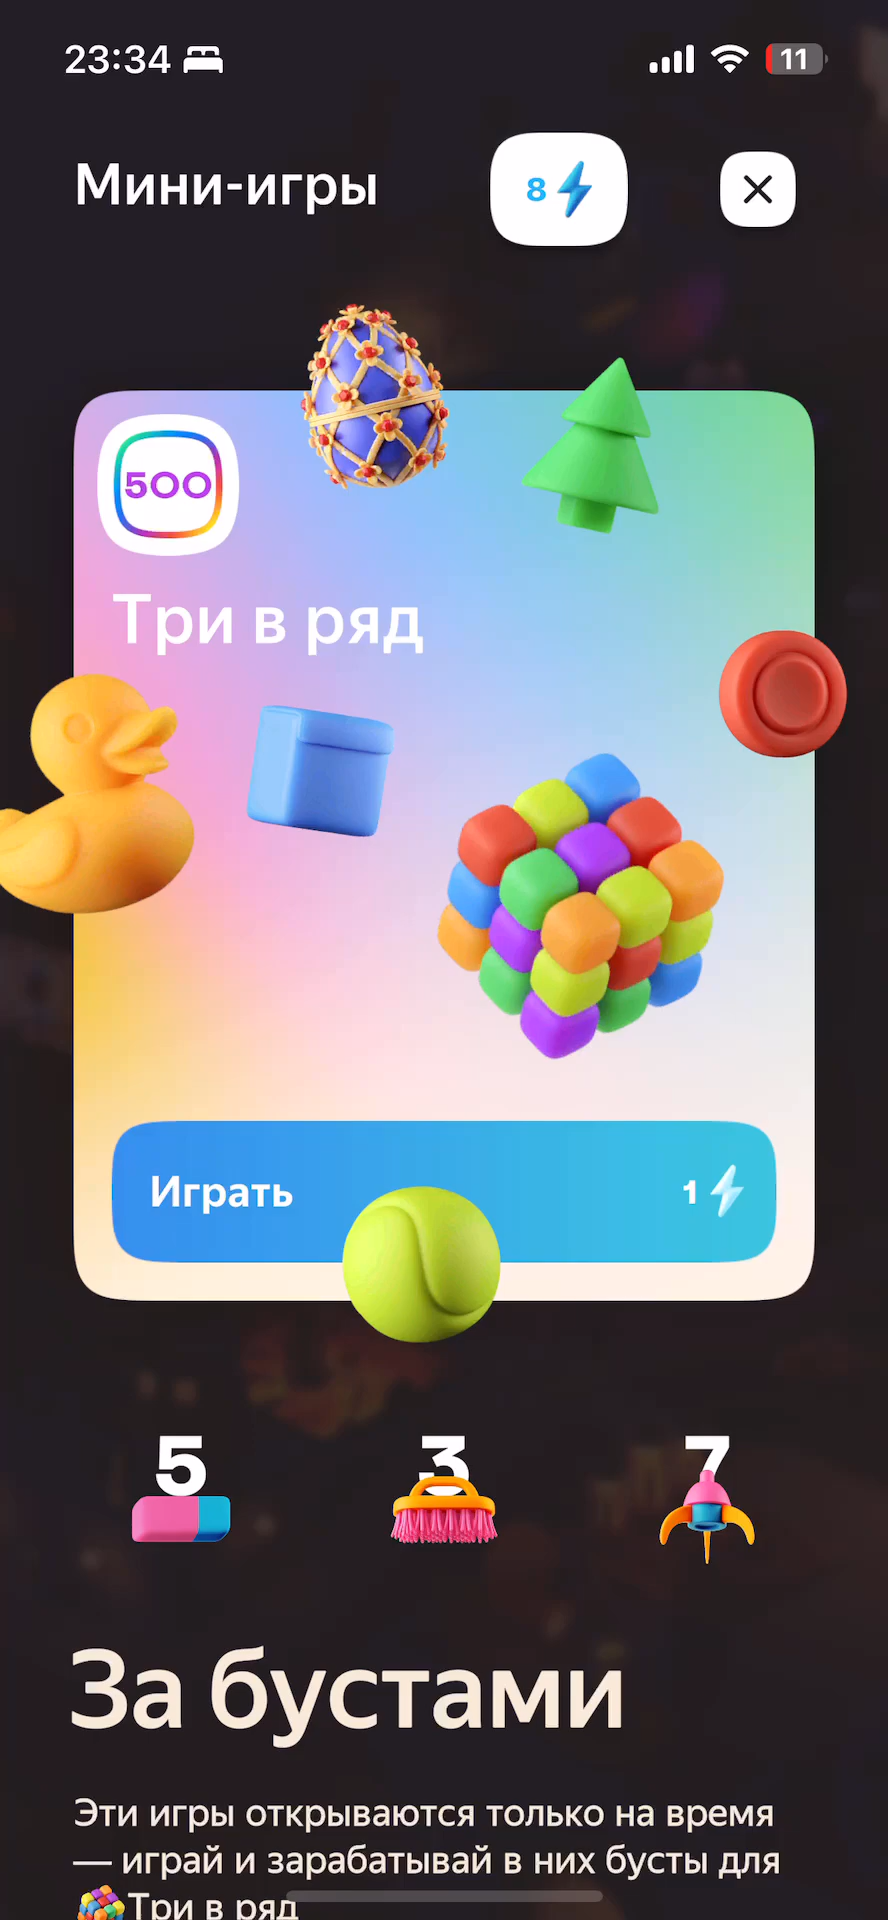 23:34
11
Мини-игры
8
500
Три в ряд
Играть
1
5
3
7
За бустами
Эти игры открываются только на время
— играй и зарабатывай в них бусты для
Три в ряд